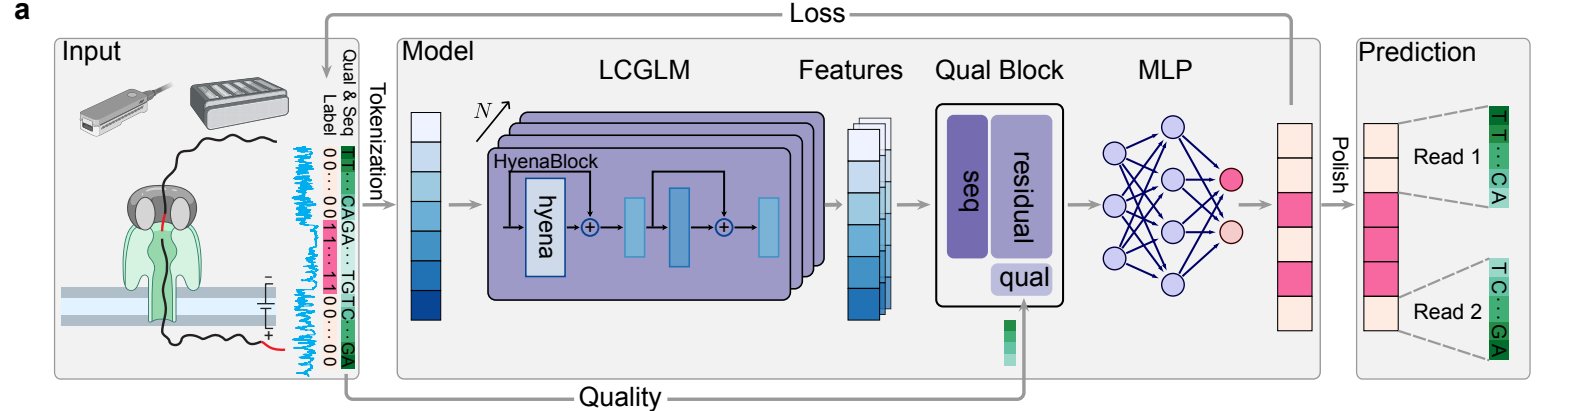 a
Loss
Input
Qual & Seq
Label
TT···CAGA···TGTC···GA
00···0011···1100···00
− +
Tokenization
Model
LCGLM
Features
Qual Block
MLP
N
HyenaBlock
hyena
+
+
seq
residual
qual
Quality
Polish
Prediction
Read 1
TT···CA
Read 2
TC···GA